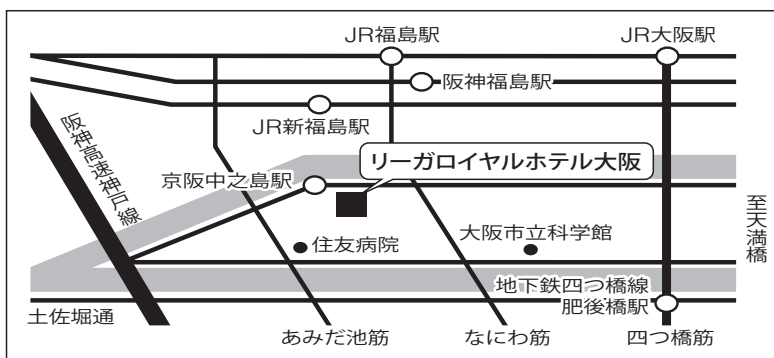 JR福島駅
JR大阪駅
阪神福島駅
JR新福島駅
阪神高速神戸線
リーガロイヤルホテル大阪
京阪中之島駅
至天満橋
住友病院
大阪市立科学館
地下鉄四つ橋線
肥後橋駅
土佐堀通
あみだ池筋
なにわ筋
四つ橋筋